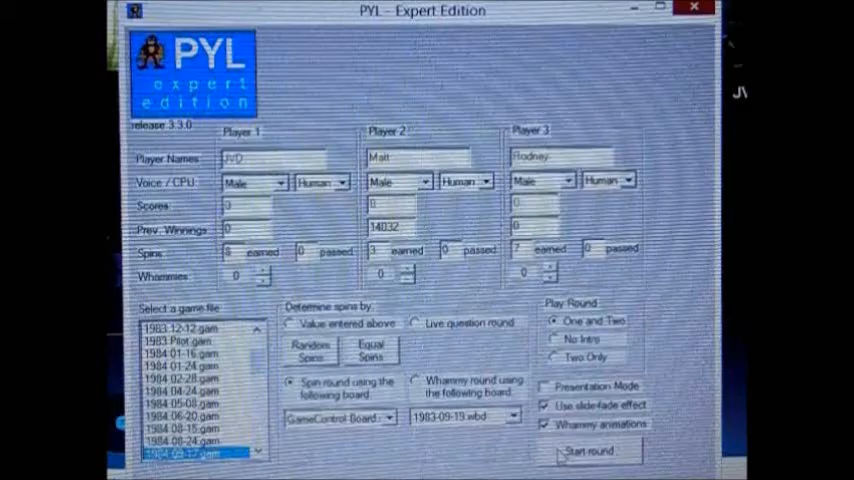 PYL - Expert Edition
PYL
expert
edition
release 3.3.0
Player 1
Player 2
Player 3
Player Names
JVD
Matt
Rodney
Voice / CPU
Male
Human
Male
Human
Male
Human
Scores
0
0
0
Prev. Winnings
0
14032
0
Spins
8 earned
0 passed
3 earned
0 passed
7 earned
0 passed
Whammies
0
0
0
Select a game file
1983 12-12.gam
1983 Pilot.gam
1984 01-16.gam
1984 01-24.gam
1984 02-28.gam
1984 04-24.gam
1984 05-08.gam
1984 06-20.gam
1984 08-15.gam
1984 08-24.gam
1984 09-17.gam
Determine spins by:
Value entered above
Live question round
Random
Spins
Equal
Spins
Spin round using the
following board.
Whammy round using
the following board.
GameControl Board
1983-09-19.wbd
Play Round
One and Two
No Intro
Two Only
Presentation Mode
Use slide-fade effect
Whammy animations
Start round